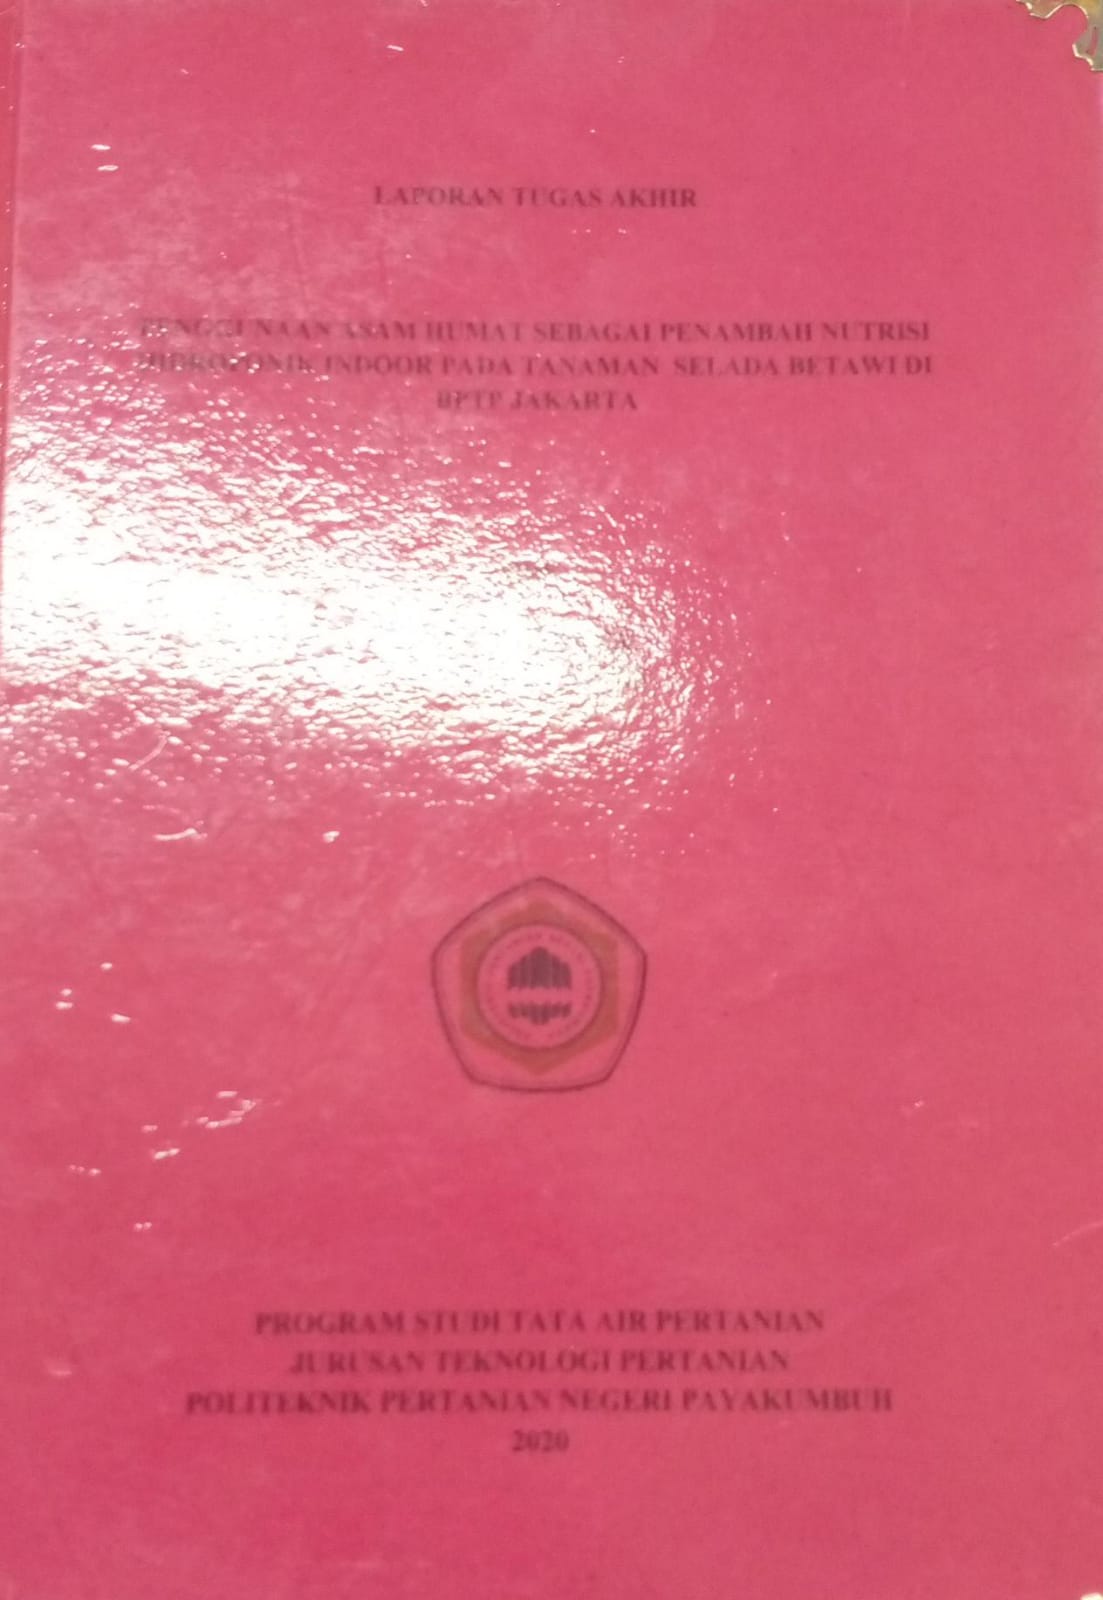 LAPORAN TUGAS AKHIR
PENGGUNAAN ASAM HUMAT SEBAGAI PENAMBAH NUTRISI
HIDROPONIK INDOOR PADA TANAMAN SELADA BETAWI DI
BPTP JAKARTA
PROGRAM STUDI TATA AIR PERTANIAN
JURUSAN TEKNOLOGI PERTANIAN
POLITEKNIK PERTANIAN NEGERI PAYAKUMBUH
2020